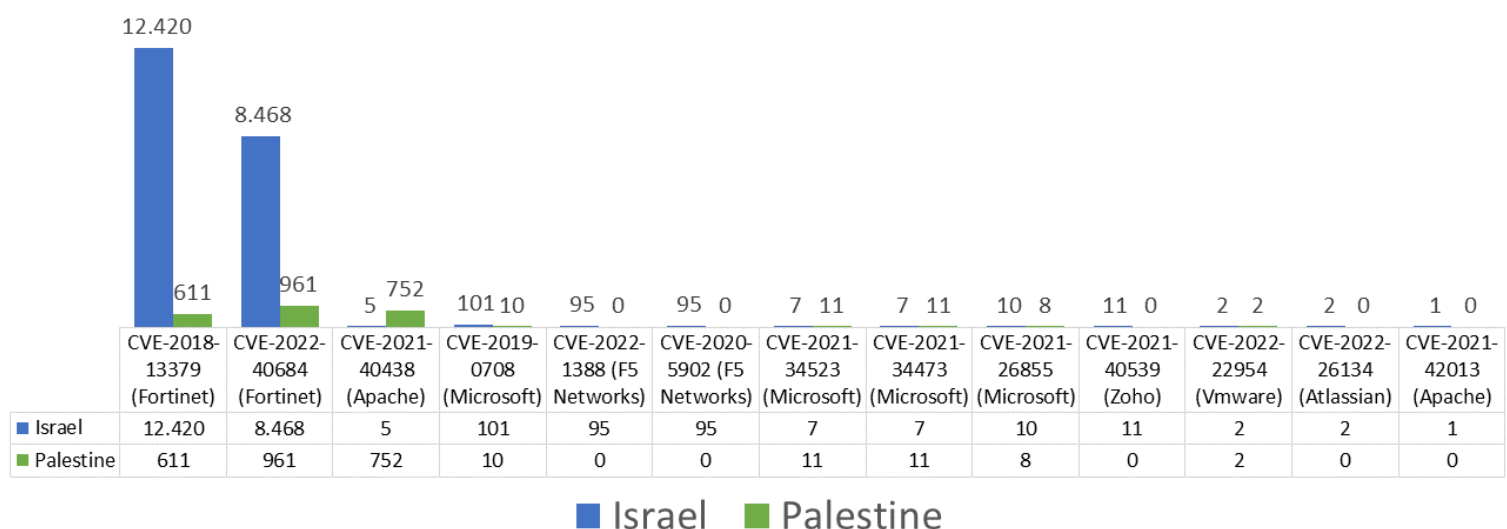 12.420
8.468
611 961 5 752 101 10 95 0 95 0 7 11 7 11 10 8 11 0 2 2 2 0 1 0
CVE-2018- CVE-2022- CVE-2021- CVE-2019- CVE-2022- CVE-2020- CVE-2021- CVE-2021- CVE-2021- CVE-2021- CVE-2022- CVE-2022- CVE-2021-
13379 40684 40438 0708 1388 (F5 5902 (F5 34523 34473 26855 40539 22954 26134 42013
(Fortinet) (Fortinet) (Apache) (Microsoft) Networks) Networks) (Microsoft) (Microsoft) (Microsoft) (Zoho) (Vmware) (Atlassian) (Apache)
Israel 12.420 8.468 5 101 95 95 7 7 10 11 2 2 1
Palestine 611 961 752 10 0 0 11 11 8 0 2 0 0
Israel Palestine